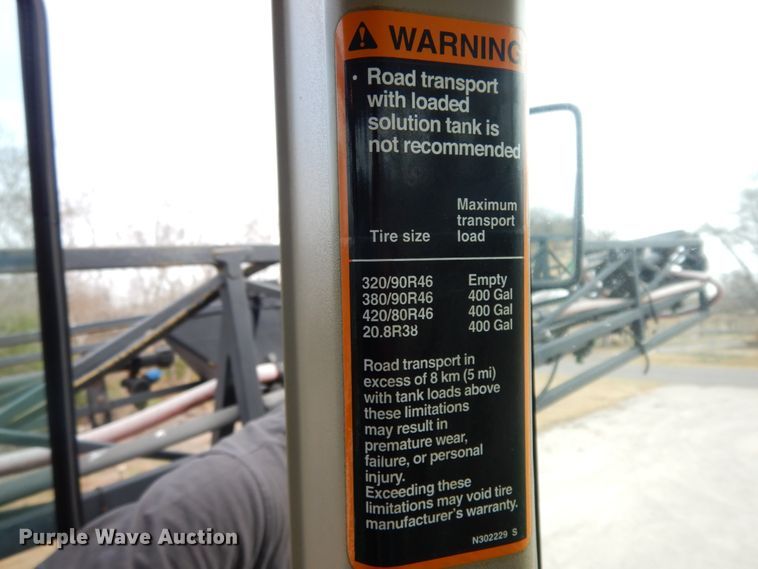 WARNING
• Road transport
with loaded
solution tank is
not recommended
Maximum
transport
Tire size load
320/90R46 Empty
380/90R46 400 Gal
420/80R46 400 Gal
20.8R38 400 Gal
Road transport in
excess of 8 km (5 mi)
with tank loads above
these limitations
may result in
premature wear,
failure, or personal
injury.
Exceeding these
limitations may void tire
manufacturer's warranty.
N302229 S
Purple Wave Auction